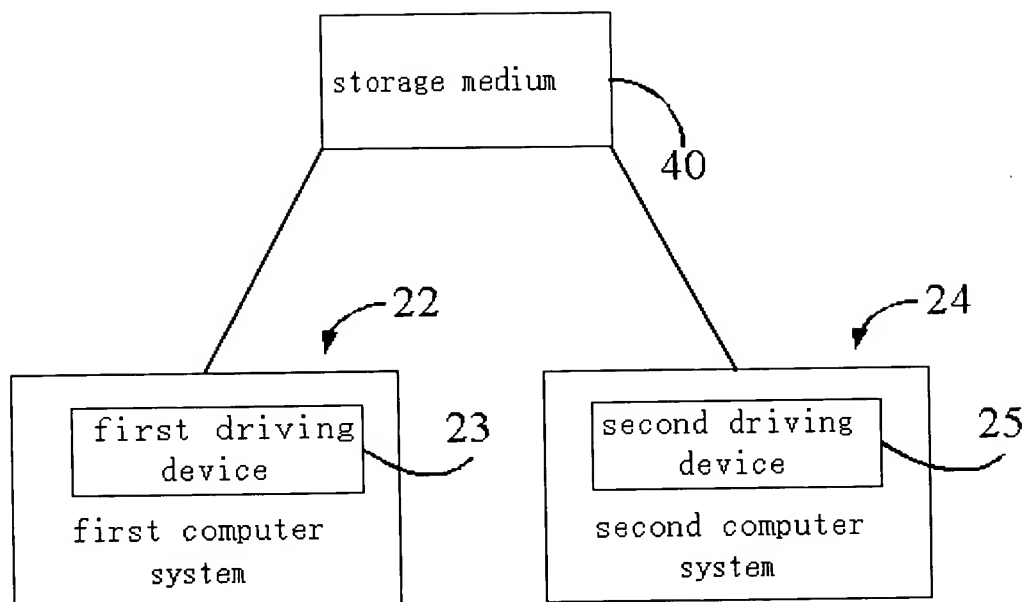 storage medium
40
22
24
first driving
device
23
second driving
device
25
first computer
system
second computer
system